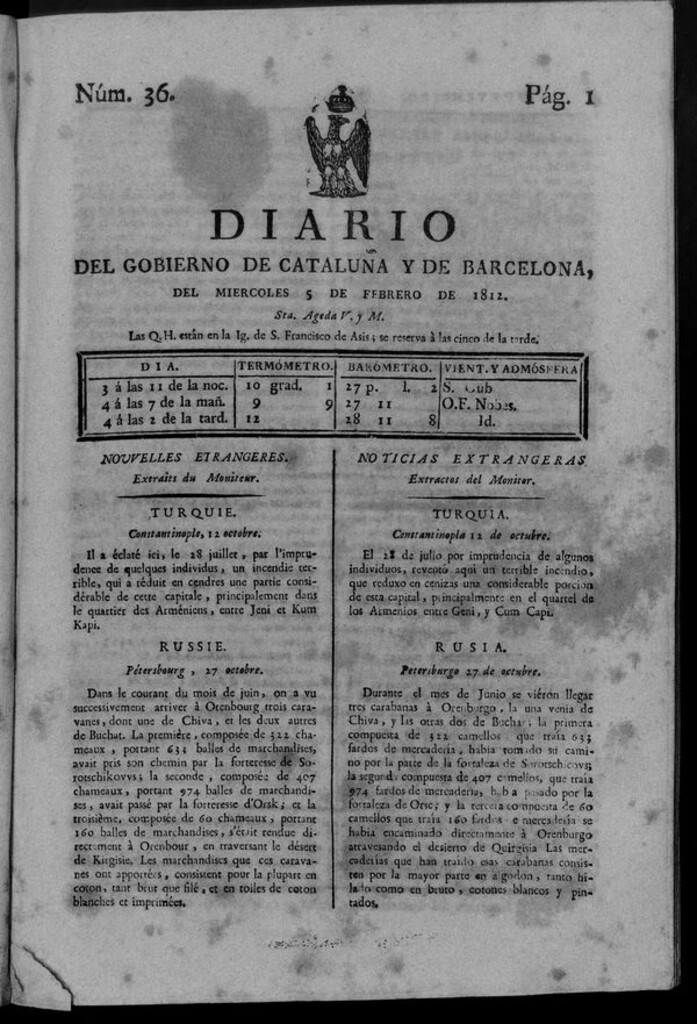 Núm. 36.
Pág. 1
DIARIO
DEL GOBIERNO DE CATALUÑA Y DE BARCELONA,
DEL MIERCOLES 5 DE FEBRERO DE 1812.
Sta. Ageda V. y M.
Las Q.H. están en la Ig. de S. Francisco de Asis; se reserva à las cinco de la tarde.
DIA. TERMÓMETRO. BARÓMETRO. VIENT. Y ADMÓSFERA
3 á las 11 de la noc. 10 grad. 1 27 p. l. 2 S.
4 á las 7 de la mañ. 9 9 27 11 O.F. Nubes.
4 á las 2 de la tard. 12 28 11 8 Id.
NOUVELLES ETRANGERES.
Extraits du Moniteur.
TURQUIE.
Constantinople, 12 octobre.
Il a éclaté ici, le 28 juillet, par l'impru-
dence de quelques individus, un incendie ter-
rible, qui a réduit en cendres une partie consi-
dérable de cette capitale, principalement dans
le quartier des Arméniens, entre Jeni et Kum
Kapi.
RUSSIE.
Pétersbourg, 27 octobre.
Dans le courant du mois de juin, on a vu
successivement arriver à Orenbourg trois cara-
vanes, dont une de Chiva, et les deux autres
de Buchat. La première, composée de 322 cha-
meaux, portant 633 balles de marchandises,
avait pris son chemin par la forteresse de So-
rotschikovvs; la seconde, composée de 407
chameaux, portant 974 balles de marchandi-
ses, avait passé par la forteresse d'Orsk; et la
troisième, composée de 60 chameaux, portant
160 balles de marchandises, s'était rendue di-
rectement à Orenbour, en traversant le désert
de Kirgisie. Les marchandises que ces carava-
nes ont apportées, consistent pour la plupart en
coton, tant brut que filé, et en toiles de coton
blanches et imprimées.
NOTICIAS EXTRANGERAS
Extractos del Monitor.
TURQUIA.
Constantinopla 12 de octubre.
El 28 de julio por imprudencia de algunos
individuos, reventó aqui un terrible incendio,
que reduxo en cenizas una considerable porcion
de esta capital, principalmente en el quartel de
los Armenios entre Geni, y Cum Capi.
RUSIA.
Petersburgo 27 de octubre.
Durante el mes de Junio se viéron llegar
tres carabanas à Orenburgo, la una venia de
Chiva, y las otras dos de Buchar; la primera
compuesta de 322 camellos que traia 633
fardos de mercaderia, habia tomado su cami-
no por la parte de la fortaleza de Sorotschicovs;
la segunda compuesta de 407 camellos, que traia
974 fardos de mercaderia, habia pasado por la
fortaleza de Orsc; y la tercera compuesta de 60
camellos que traia 160 fardos de mercaderia se
habia encaminado directamente à Orenburgo
atravesando el desierto de Quirgisia Las mer-
caderias que han traido esas carabanas consis-
ten por la mayor parte en algodon, tanto hi-
lado como en bruto, cotones blancos y pin-
tados.